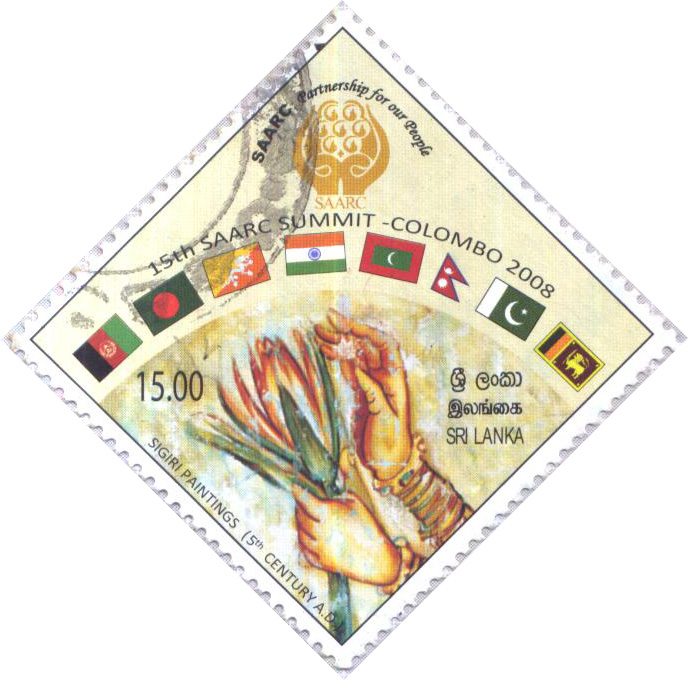 SAARC Partnership for our People
SAARC
15th SAARC SUMMIT -COLOMBO 2008
15.00
ශ්‍රී ලංකා
இலங்கை
SRI LANKA
SIGIRI PAINTINGS (5th CENTURY A.D.)